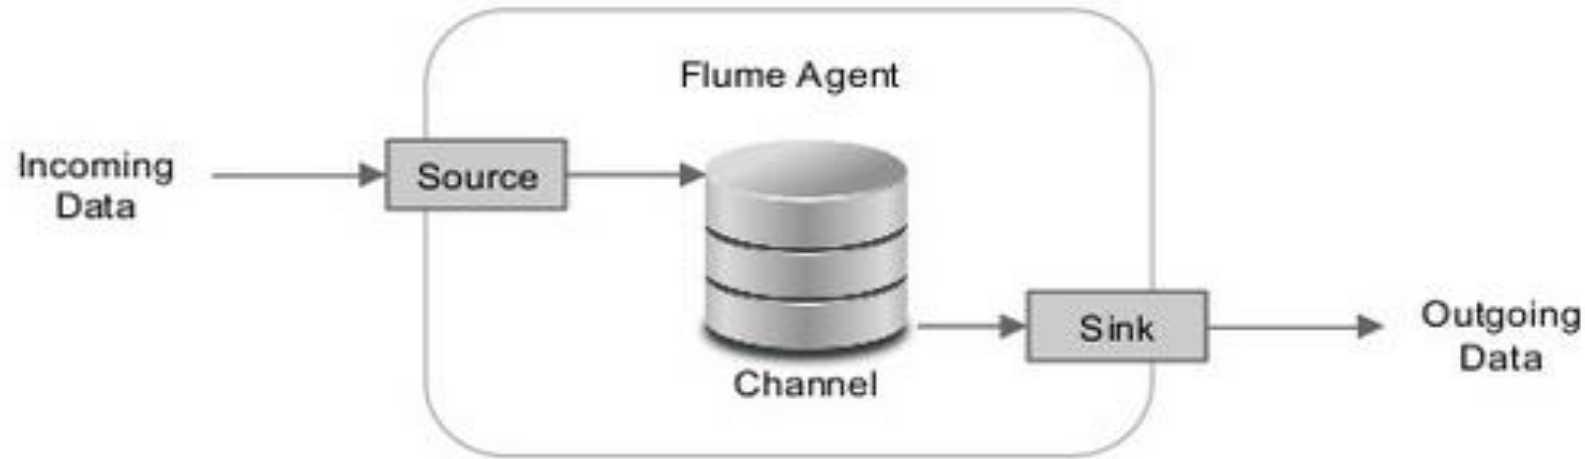 Flume Agent
Incoming
Data
Source
Channel
Sink
Outgoing
Data